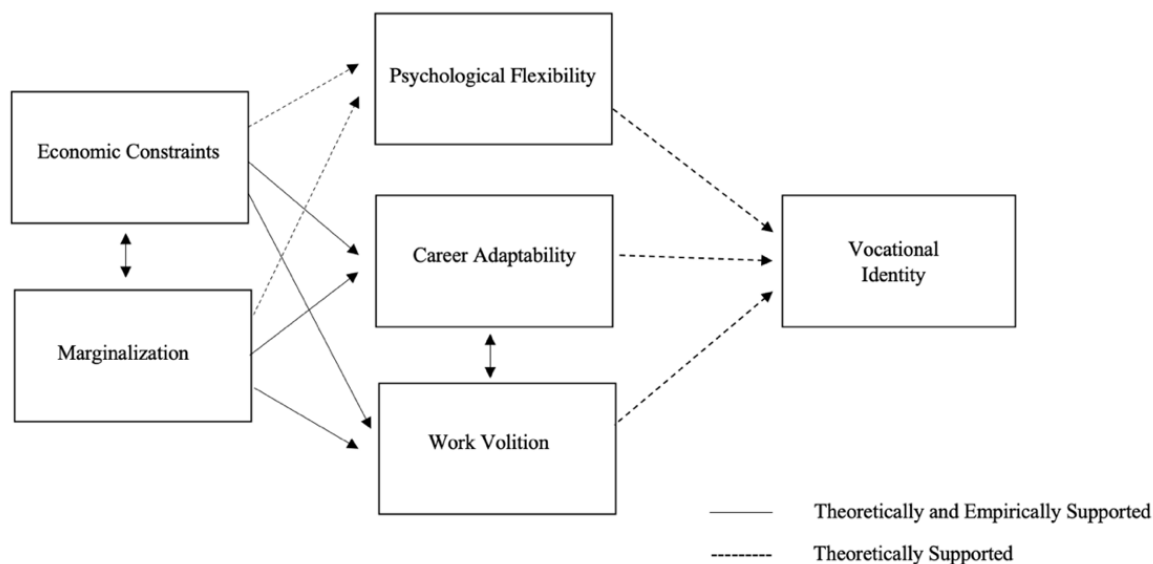 Psychological Flexibility
Economic Constraints
Career Adaptability
Vocational
Identity
Marginalization
Work Volition
Theoretically and Empirically Supported
Theoretically Supported